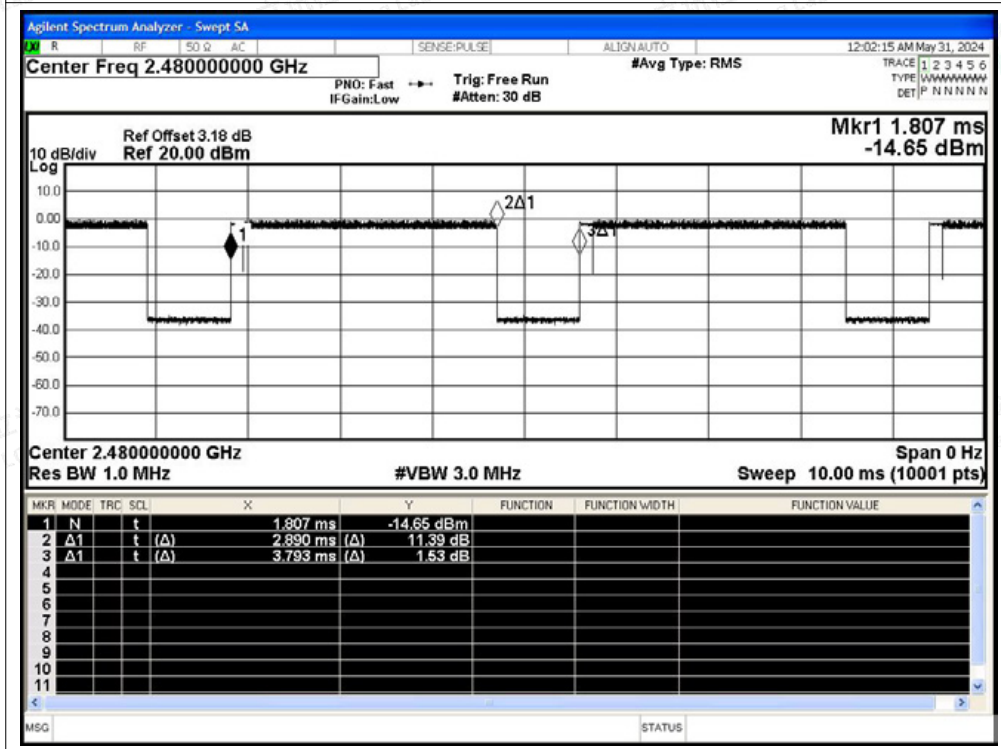 Agilent Spectrum Analyzer - Swept SA
R RF 50 Ω AC SENSE:PULSE ALIGN AUTO 12:02:15 AM May 31, 2024
Center Freq 2.480000000 GHz #Avg Type: RMS TRACE 1 2 3 4 5 6
PNO: Fast Trig: Free Run TYPE WWWWWWW
IFGain:Low #Atten: 30 dB DET P N N N N N
Mkr1 1.807 ms
Ref Offset 3.18 dB
10 dB/div Ref 20.00 dBm -14.65 dBm
Log
10.0
0.00
-10.0
-20.0
-30.0
-40.0
-50.0
-60.0
-70.0
2Δ1
1
3Δ1
Center 2.480000000 GHz Span 0 Hz
Res BW 1.0 MHz #VBW 3.0 MHz Sweep 10.00 ms (10001 pts)
MKR MODE TRC SCL X Y FUNCTION FUNCTION WIDTH FUNCTION VALUE
1 N t 1.807 ms -14.65 dBm
2 Δ1 t (Δ) 2.890 ms (Δ) 11.39 dB
3 Δ1 t (Δ) 3.793 ms (Δ) 1.53 dB
4
5
6
7
8
9
10
11
MSG STATUS